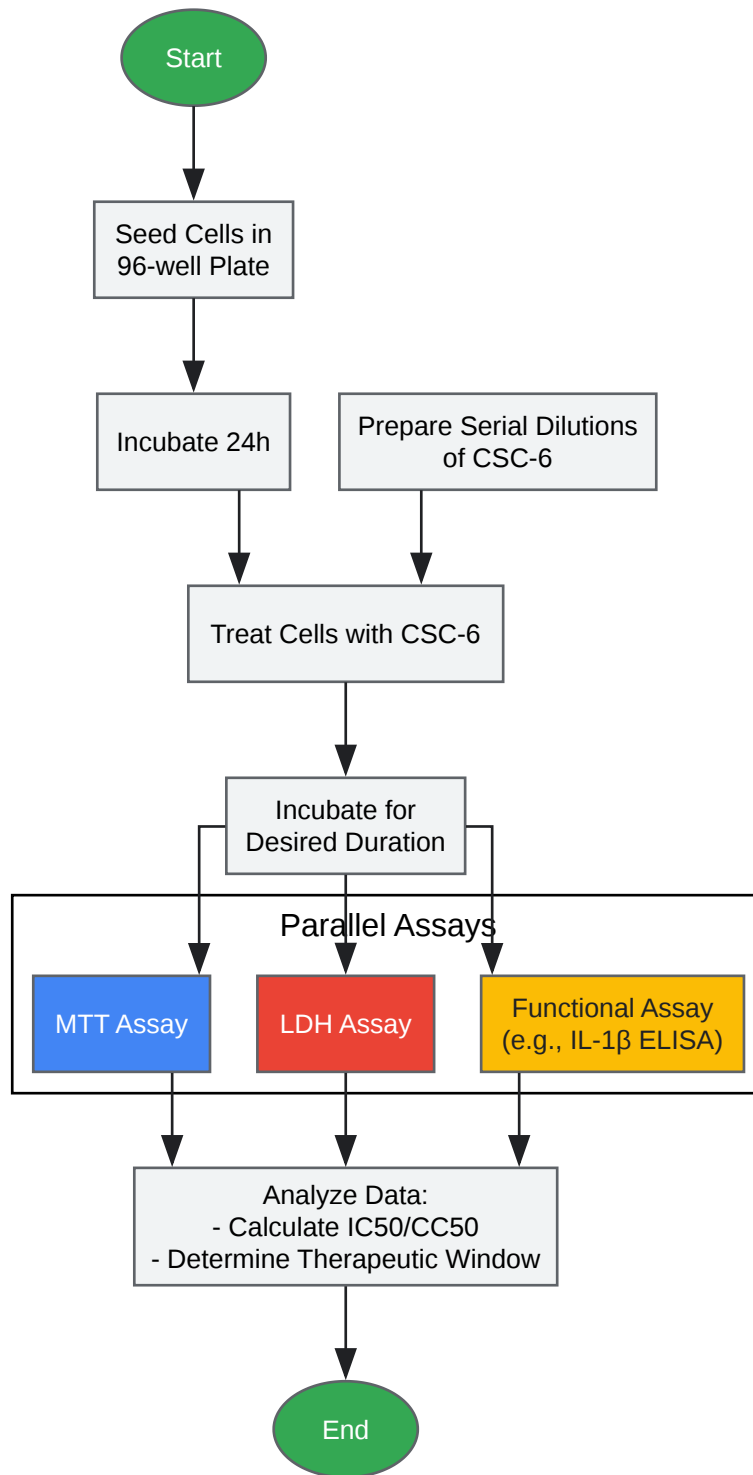 Start
Seed Cells in
96-well Plate
Incubate 24h
Prepare Serial Dilutions
of CSC-6
Treat Cells with CSC-6
Incubate for
Desired Duration
Parallel Assays
MTT Assay
LDH Assay
Functional Assay
(e.g., IL-1β ELISA)
Analyze Data:
- Calculate IC50/CC50
- Determine Therapeutic Window
End